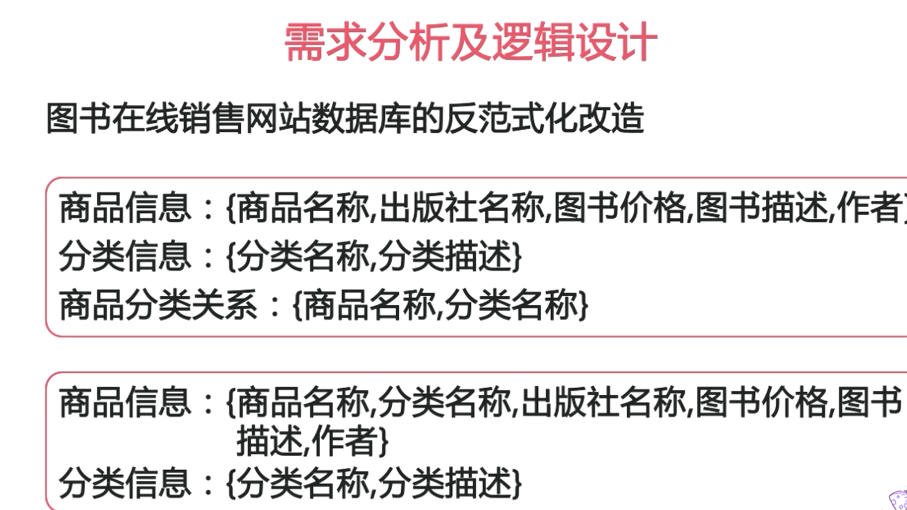 需求分析及逻辑设计
图书在线销售网站数据库的反范式化改造
商品信息：{商品名称,出版社名称,图书价格,图书描述,作者}
分类信息：{分类名称,分类描述}
商品分类关系：{商品名称,分类名称}
商品信息：{商品名称,分类名称,出版社名称,图书价格,图书
描述,作者}
分类信息：{分类名称,分类描述}